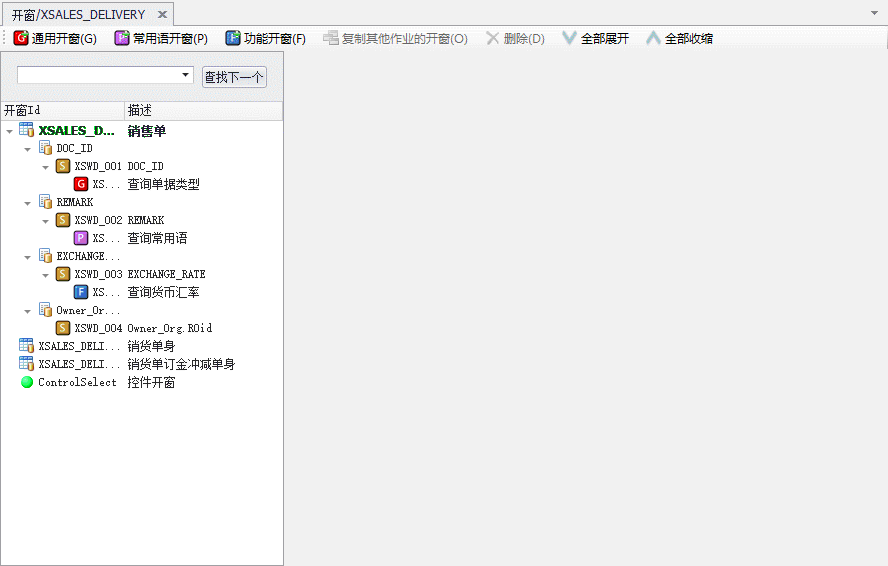 开窗/XSALES_DELIVERY
通用开窗(G) 常用语开窗(P) 功能开窗(F) 复制其他作业的开窗(O) 删除(D) 全部展开 全部收缩
查找下一个
开窗Id 描述
XSALES_D... 销售单
DOC_ID
S XSWD_001 DOC_ID
G XS... 查询单据类型
REMARK
S XSWD_002 REMARK
P XS... 查询常用语
EXCHANGE...
S XSWD_003 EXCHANGE_RATE
F XS... 查询货币汇率
Owner_Or...
S XSWD_004 Owner_Org.ROid
XSALES_DELI... 销货单身
XSALES_DELI... 销货单订金冲减单身
ControlSelect 控件开窗